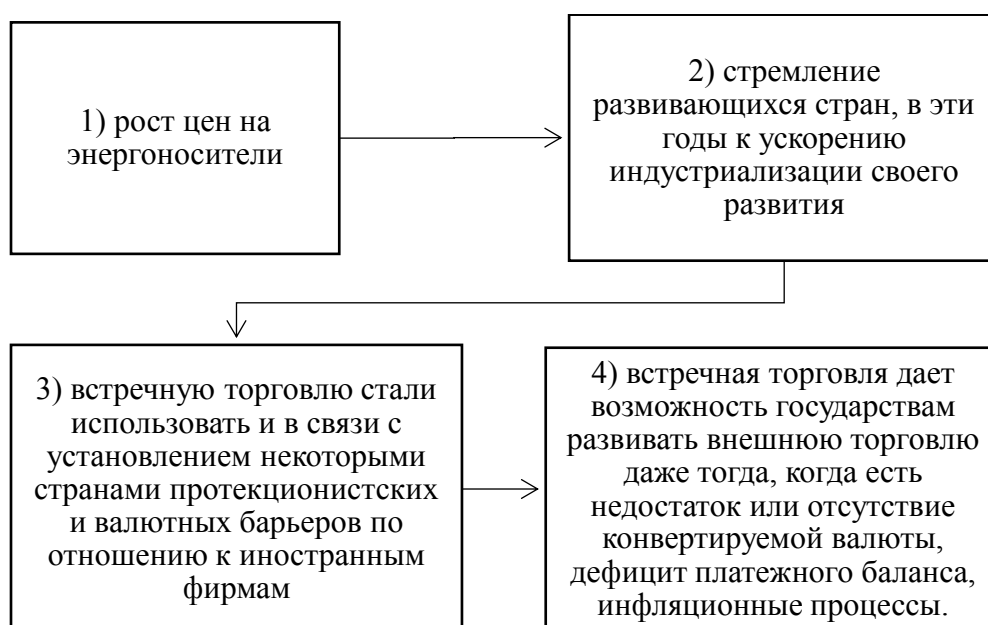 1) рост цен на
энергоносители
2) стремление
развивающихся стран, в эти
годы к ускорению
индустриализации своего
развития
3) встречную торговлю стали
использовать и в связи с
установлением некоторыми
странами протекционистских
и валютных барьеров по
отношению к иностранным
фирмам
4) встречная торговля дает
возможность государствам
развивать внешнюю торговлю
даже тогда, когда есть
недостаток или отсутствие
конвертируемой валюты,
дефицит платежного баланса,
инфляционные процессы.